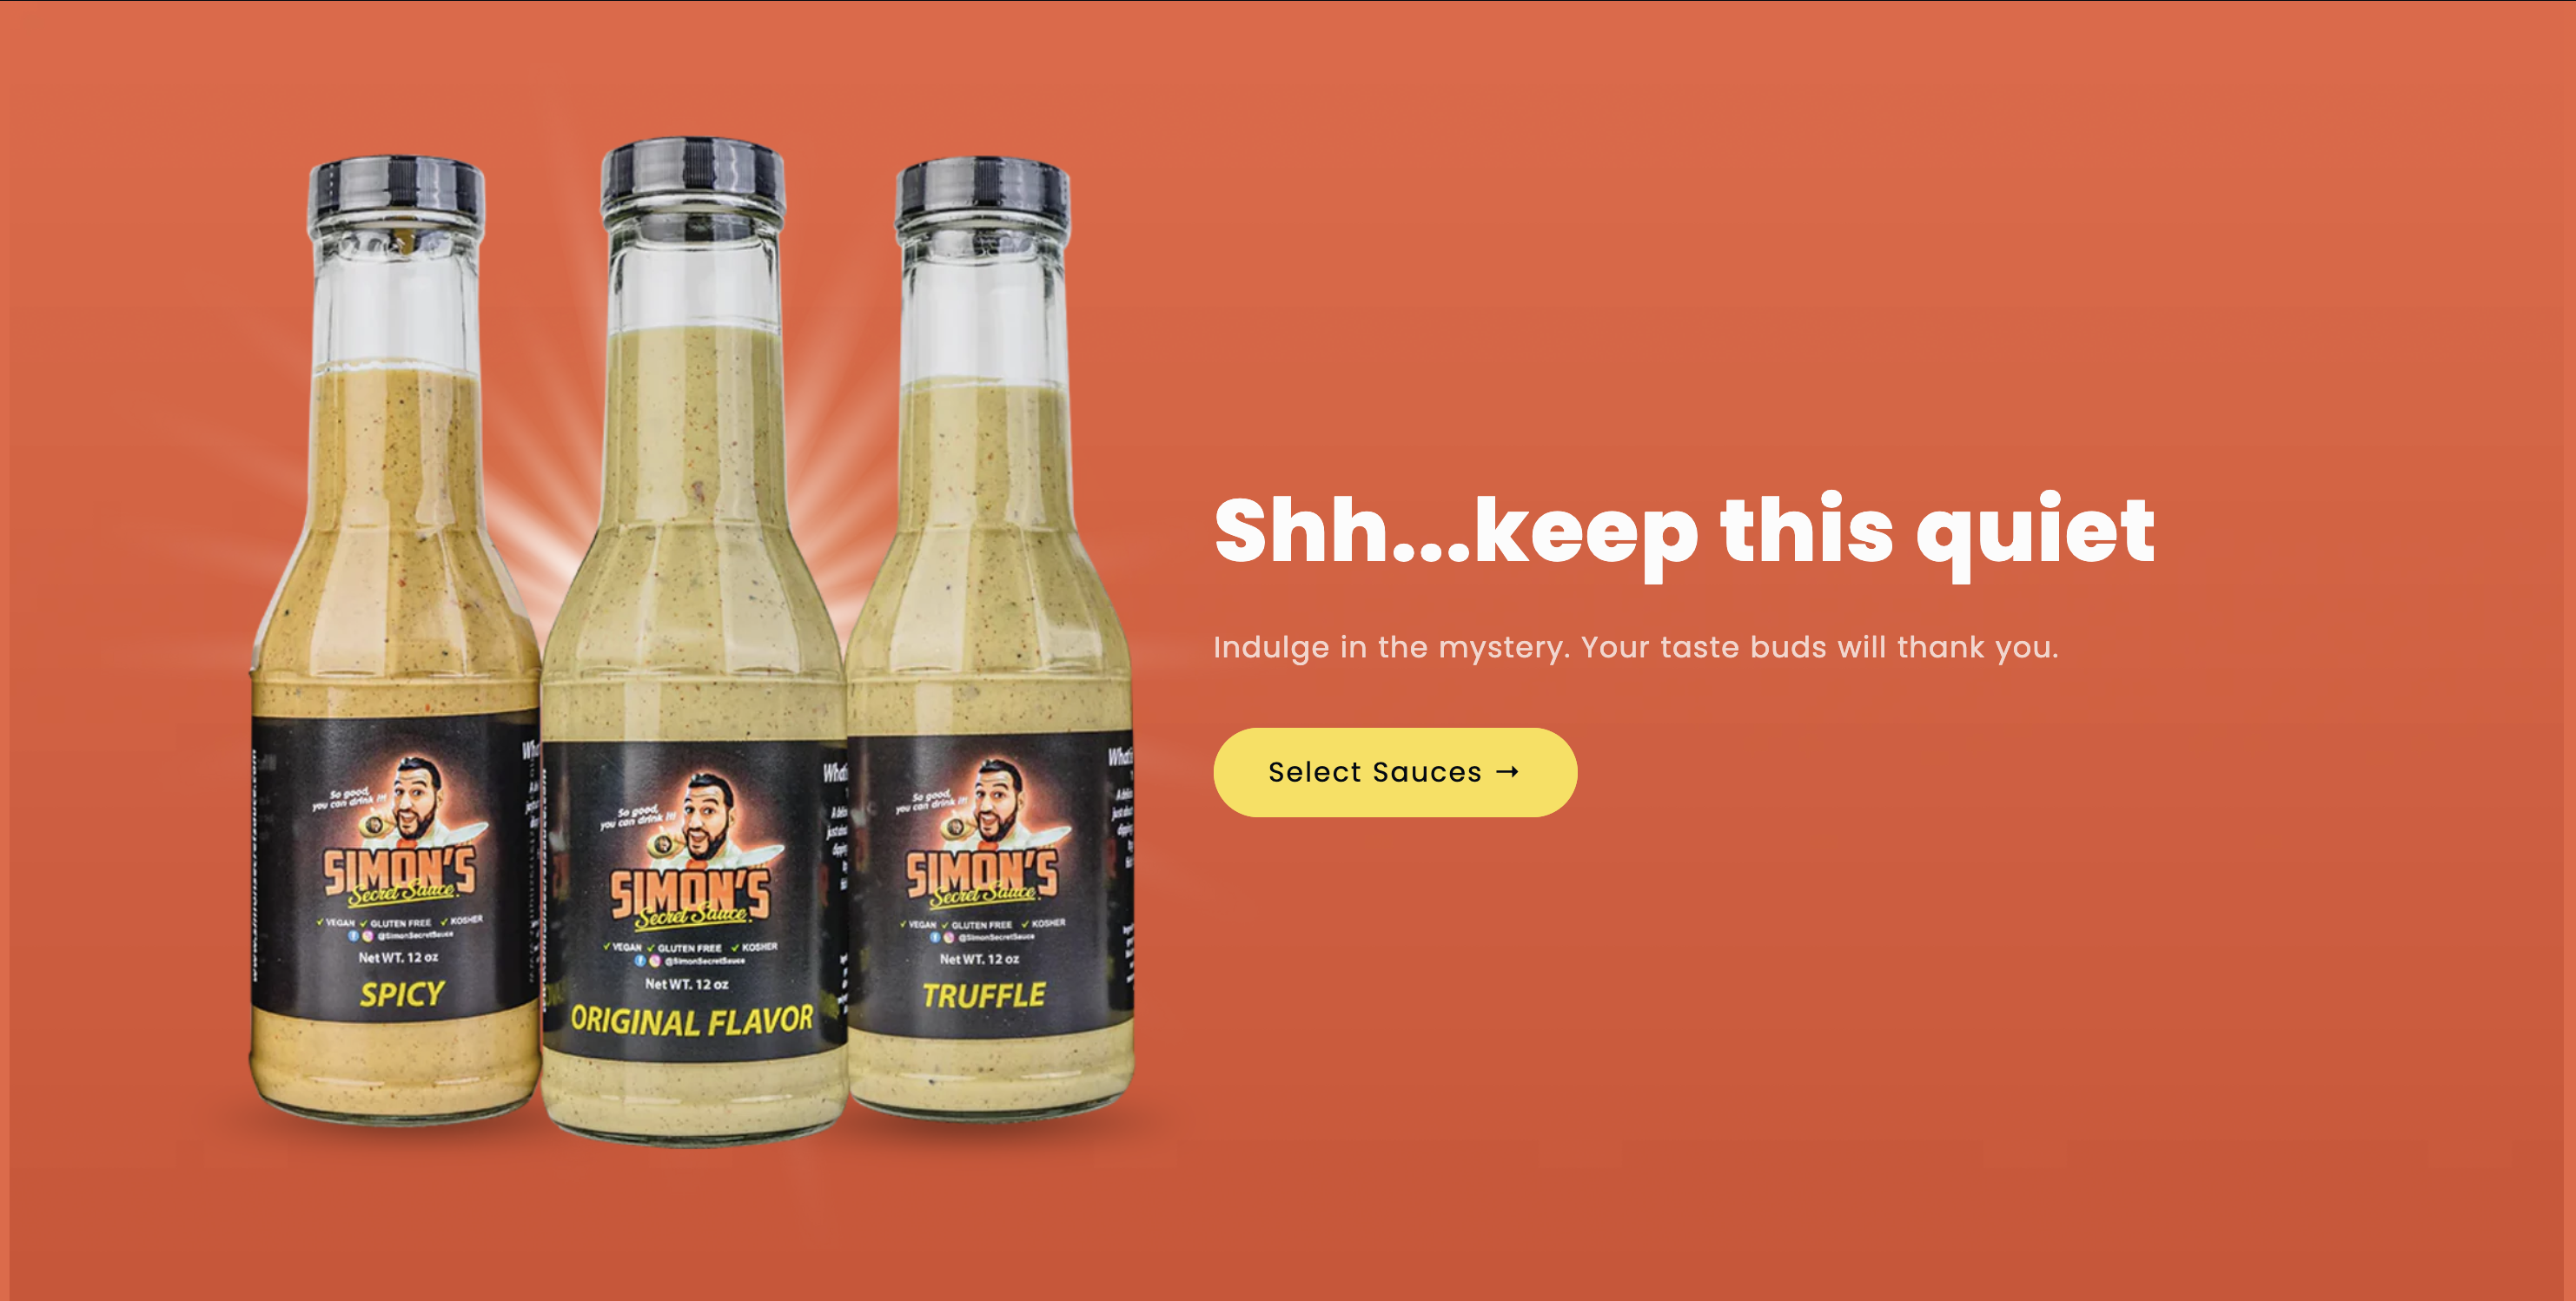 Shh...keep this quiet
Indulge in the mystery. Your taste buds will thank you.
Select Sauces →
So good,
you can drink it!
SIMON'S
Secret Sauce
✓ VEGAN ✓ GLUTEN FREE ✓ KOSHER
@SimonSecretSauce
Net WT. 12 oz
SPICY
So good,
you can drink it!
SIMON'S
Secret Sauce
✓ VEGAN ✓ GLUTEN FREE ✓ KOSHER
@SimonSecretSauce
Net WT. 12 oz
ORIGINAL FLAVOR
So good,
you can drink it!
SIMON'S
Secret Sauce
✓ VEGAN ✓ GLUTEN FREE ✓ KOSHER
@SimonSecretSauce
Net WT. 12 oz
TRUFFLE